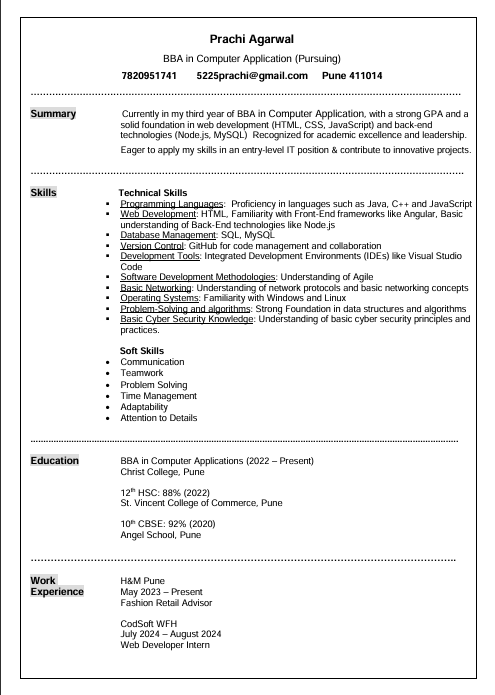 Prachi Agarwal
BBA in Computer Application (Pursuing)
7820951741 5225prachi@gmail.com Pune 411014
Summary
Currently in my third year of BBA in Computer Application, with a strong GPA and a
solid foundation in web development (HTML, CSS, JavaScript) and back-end
technologies (Node.js, MySQL) Recognized for academic excellence and leadership.
Eager to apply my skills in an entry-level IT position & contribute to innovative projects.
Skills
Technical Skills
▪ Programming Languages: Proficiency in languages such as Java, C++ and JavaScript
▪ Web Development: HTML, Familiarity with Front-End frameworks like Angular, Basic
understanding of Back-End technologies like Node.js
▪ Database Management: SQL, MySQL
▪ Version Control: GitHub for code management and collaboration
▪ Development Tools: Integrated Development Environments (IDEs) like Visual Studio
Code
▪ Software Development Methodologies: Understanding of Agile
▪ Basic Networking: Understanding of network protocols and basic networking concepts
▪ Operating Systems: Familiarity with Windows and Linux
▪ Problem-Solving and algorithms: Strong Foundation in data structures and algorithms
▪ Basic Cyber Security Knowledge: Understanding of basic cyber security principles and
practices.
Soft Skills
• Communication
• Teamwork
• Problem Solving
• Time Management
• Adaptability
• Attention to Details
Education
BBA in Computer Applications (2022 – Present)
Christ College, Pune
12th HSC: 88% (2022)
St. Vincent College of Commerce, Pune
10th CBSE: 92% (2020)
Angel School, Pune
Work
Experience
H&M Pune
May 2023 – Present
Fashion Retail Advisor
CodSoft WFH
July 2024 – August 2024
Web Developer Intern